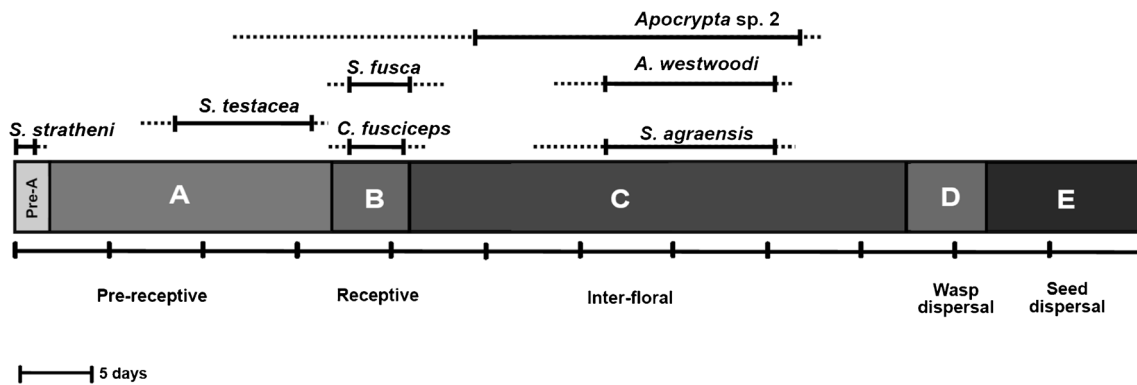 Apocrypta sp. 2
S. fusca
A. westwoodi
S. testacea
S. stratheni
C. fusciceps
S. agraensis
Pre-A
A
B
C
D
E
Pre-receptive
Receptive
Inter-floral
Wasp
dispersal
Seed
dispersal
5 days